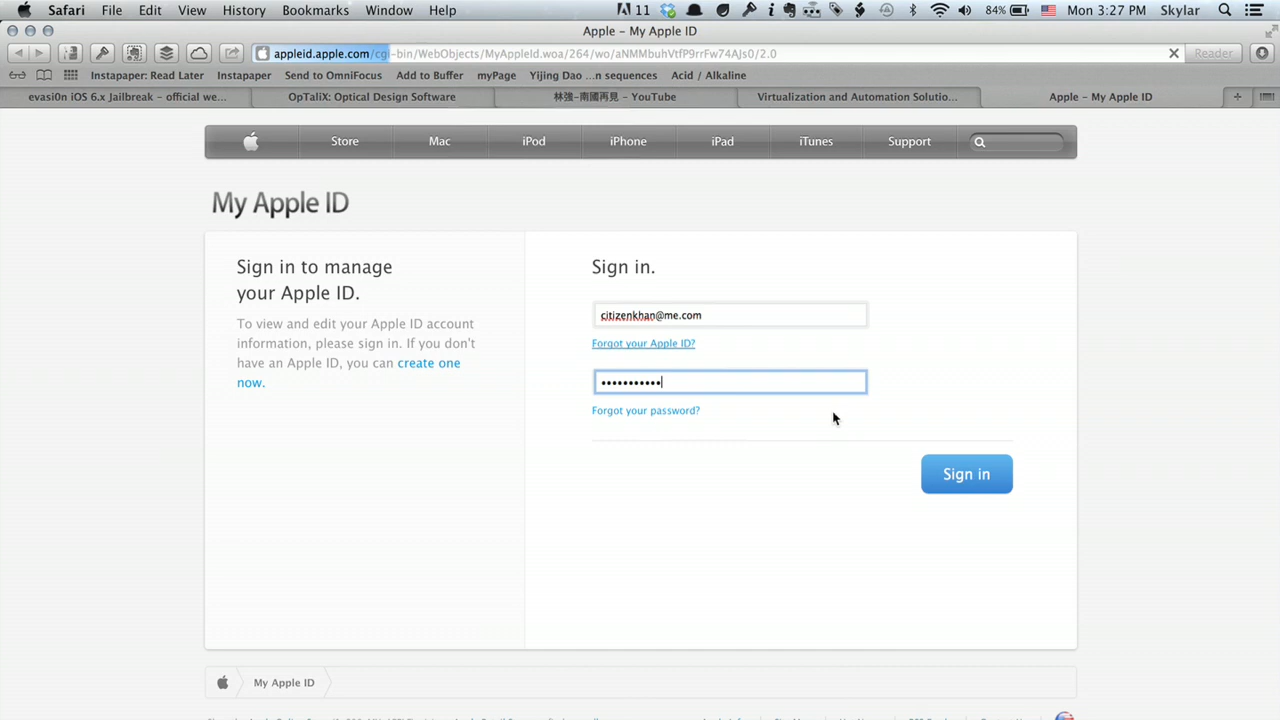 Safari File Edit View History Bookmarks Window Help 11 84% Mon 3:27 PM Skylar
Apple – My Apple ID
appleid.apple.com/cgi-bin/WebObjects/MyAppleId.woa/264/wo/aNMMbuhVtfP9rrFw74AJs0/2.0 Reader
Instapaper: Read Later Instapaper Send to OmniFocus Add to Buffer myPage Yijing Dao ...n sequences Acid / Alkaline
evasi0n iOS 6.x Jailbreak – official we... OpTaliX: Optical Design Software 林強-南國再見 – YouTube Virtualization and Automation Solutio... Apple – My Apple ID
Store Mac iPod iPhone iPad iTunes Support
My Apple ID
Sign in to manage
your Apple ID.
To view and edit your Apple ID account
information, please sign in. If you don't
have an Apple ID, you can create one
now.
Sign in.
citizenkhan@me.com
Forgot your Apple ID?
•••••••••••
Forgot your password?
Sign in
My Apple ID